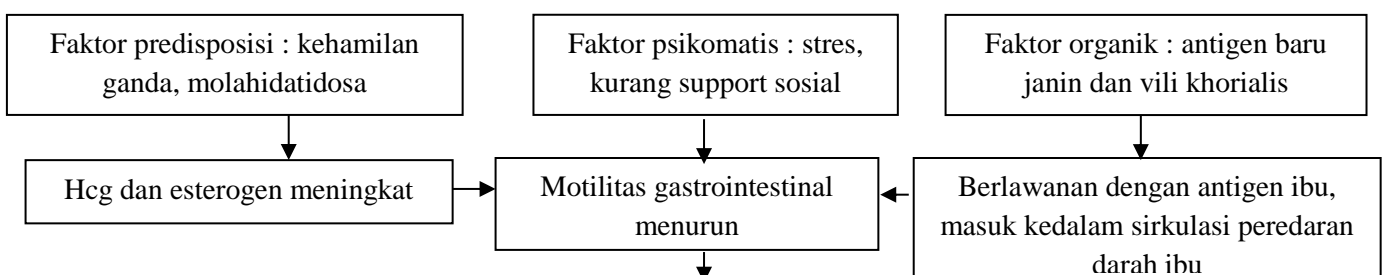 Faktor predisposisi : kehamilan
ganda, molahidatidosa
Faktor psikomatis : stres,
kurang support sosial
Faktor organik : antigen baru
janin dan vili khorialis
Hcg dan esterogen meningkat
Motilitas gastrointestinal
menurun
Berlawanan dengan antigen ibu,
masuk kedalam sirkulasi peredaran
darah ibu